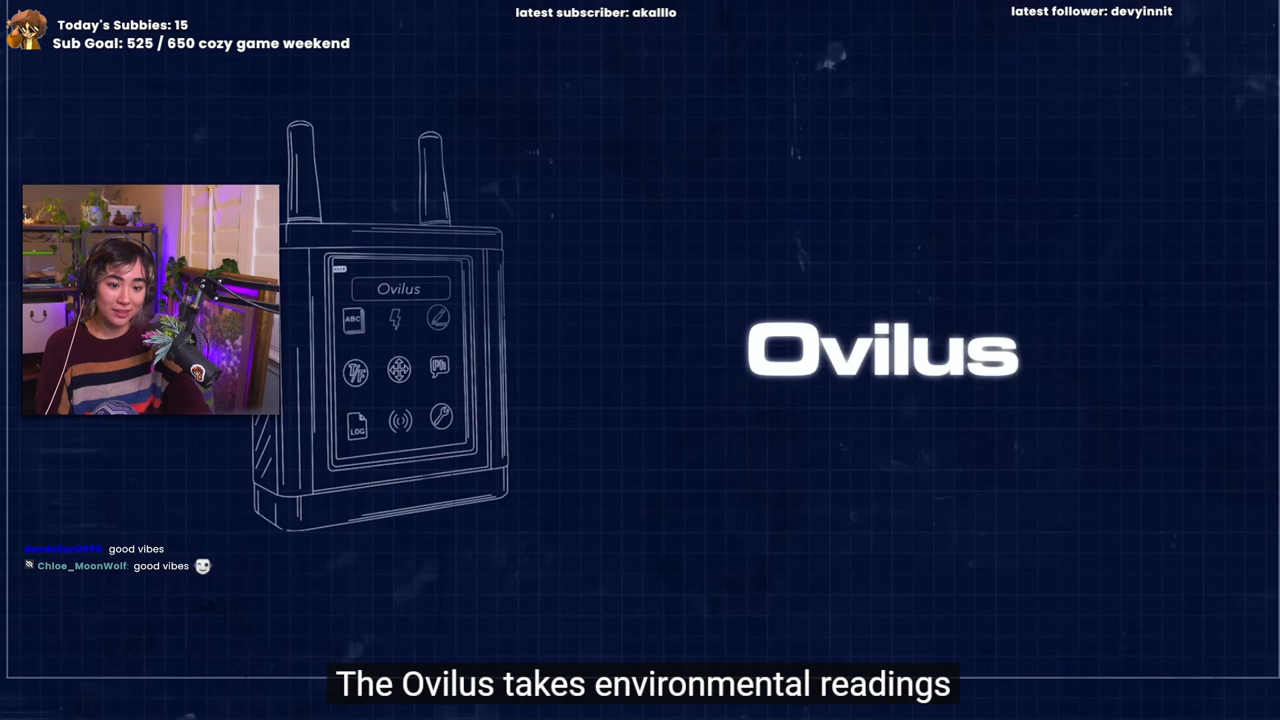 Today's Subbies: 15
Sub Goal: 525 / 650 cozy game weekend
latest subscriber: akalllo
latest follower: devyinnit
Ovilus
ABC
T/F
Ph
LOG
Ovilus
good vibes
Chloe_MoonWolf: good vibes
The Ovilus takes environmental readings